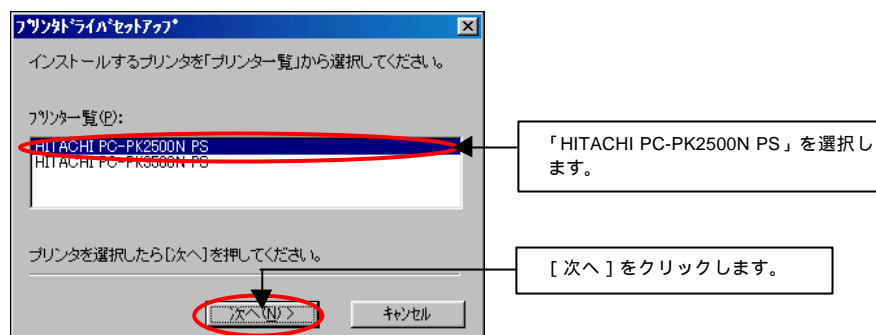 プリンタドライバセットアップ
インストールするプリンタを「プリンター覧」から選択してください。
プリンター覧(P):
HITACHI PC-PK2500N PS
HITACHI PC-PK3500N PS
「HITACHI PC-PK2500N PS」を選択し
ます。
プリンタを選択したら[次へ]を押してください。
[次へ]をクリックします。
次へ(N) >
キャンセル